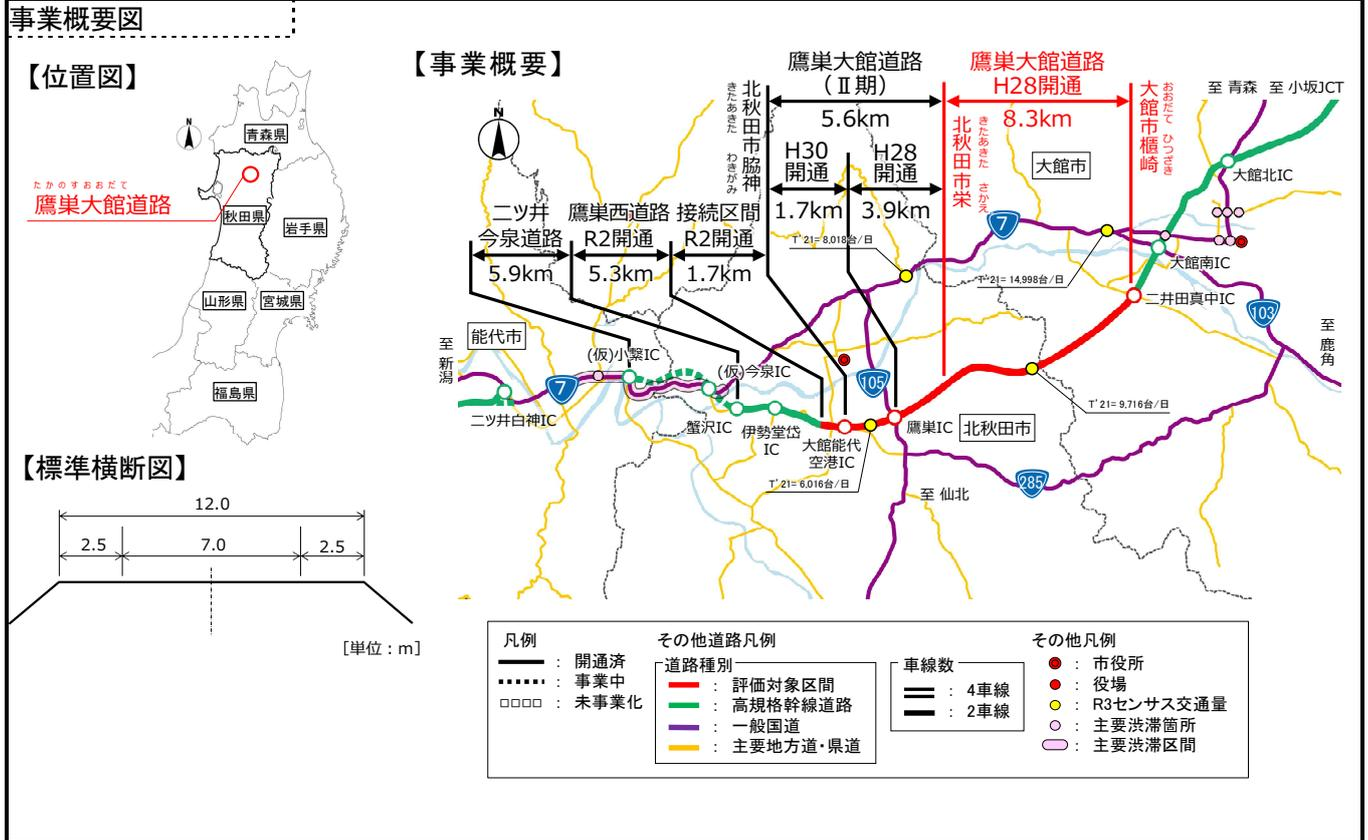 事業概要図
【位置図】
N
青森県
たかのすおおだて
鷹巣大館道路
秋田県
岩手県
山形県
宮城県
福島県
【標準横断図】
12.0
2.5
7.0
2.5
[単位：m]
【事業概要】
N
北秋田市脇神
きたあきた わきがみ
鷹巣大館道路
(Ⅱ期)
5.6km
H30
開通
1.7km
H28
開通
3.9km
鷹巣大館道路
H28開通
8.3km
北秋田市栄
きたあきた さかえ
大館市櫃崎
おおだて ひつざき
至 青森 至 小坂JCT
大館市
大館北IC
二ツ井
今泉道路
5.9km
鷹巣西道路
R2開通
5.3km
接続区間
R2開通
1.7km
T'21= 8,018台/日
7
T'21= 14,998台/日
大館南IC
二井田真中IC
103
至 鹿角
能代市
至 新潟
(仮)小繋IC
(仮)今泉IC
7
105
二ツ井白神IC
蟹沢IC
伊勢堂岱
IC
大館能代
空港IC
鷹巣IC
北秋田市
T'21= 9,716台/日
T'21= 6,016台/日
285
至 仙北
凡例
： 開通済
： 事業中
： 未事業化
その他道路凡例
道路種別
： 評価対象区間
： 高規格幹線道路
： 一般国道
： 主要地方道・県道
車線数
： 4車線
： 2車線
その他凡例
： 市役所
： 役場
： R3センサス交通量
： 主要渋滞箇所
： 主要渋滞区間